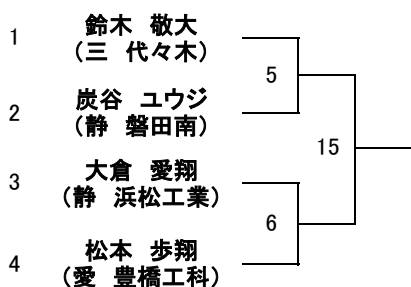 1 鈴木 敬大
(三 代々木)
5
2 炭谷 ユウジ
(静 磐田南)
15
3 大倉 愛翔
(静 浜松工業)
6
4 松本 歩翔
(愛 豊橋工科)